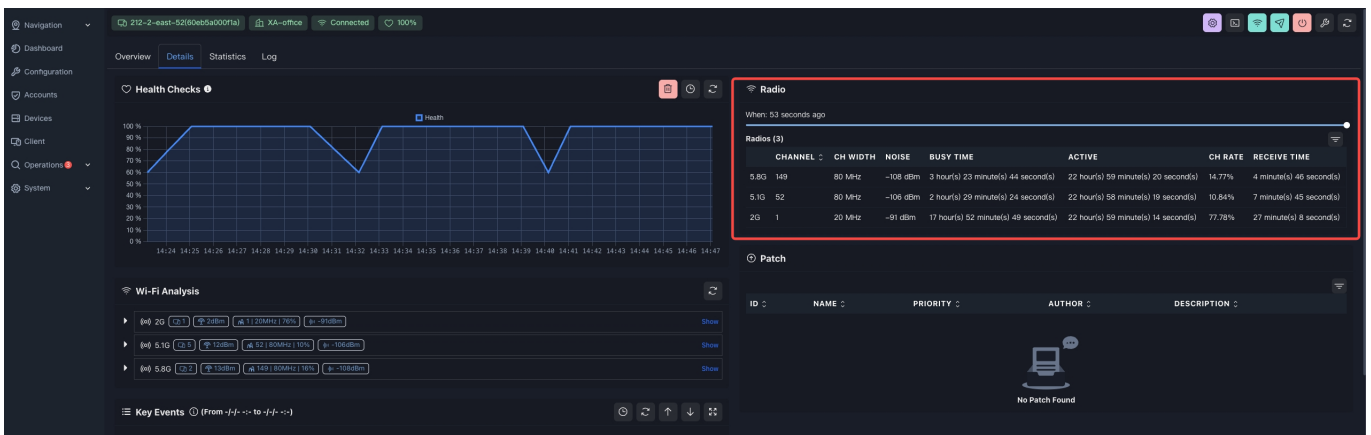 Navigation
212-2-east-52(60eb5a000f1a) XA-office Connected 100%
Dashboard
Configuration
Accounts
Devices
Client
Operations 2
System
Overview Details Statistics Log
Health Checks
Health
100 %
90 %
80 %
70 %
60 %
50 %
40 %
30 %
20 %
10 %
0 %
14:24 14:25 14:26 14:27 14:28 14:29 14:30 14:31 14:32 14:33 14:34 14:35 14:36 14:37 14:38 14:39 14:40 14:41 14:42 14:43 14:44 14:45 14:46 14:47
Wi-Fi Analysis
2G 1 2dBm 1 | 20MHz | 76% -91dBm Show
5.1G 5 12dBm 52 | 80MHz | 10% -106dBm Show
5.8G 2 13dBm 149 | 80MHz | 16% -108dBm Show
Key Events (From -/-/- -:- to -/-/- -:-)
Radio
When: 53 seconds ago
Radios (3)
CHANNEL CH WIDTH NOISE BUSY TIME ACTIVE CH RATE RECEIVE TIME
5.8G 149 80 MHz -108 dBm 3 hour(s) 23 minute(s) 44 second(s) 22 hour(s) 59 minute(s) 20 second(s) 14.77% 4 minute(s) 46 second(s)
5.1G 52 80 MHz -106 dBm 2 hour(s) 29 minute(s) 24 second(s) 22 hour(s) 58 minute(s) 19 second(s) 10.84% 7 minute(s) 45 second(s)
2G 1 20 MHz -91 dBm 17 hour(s) 52 minute(s) 49 second(s) 22 hour(s) 59 minute(s) 14 second(s) 77.78% 27 minute(s) 8 second(s)
Patch
ID NAME PRIORITY AUTHOR DESCRIPTION
No Patch Found